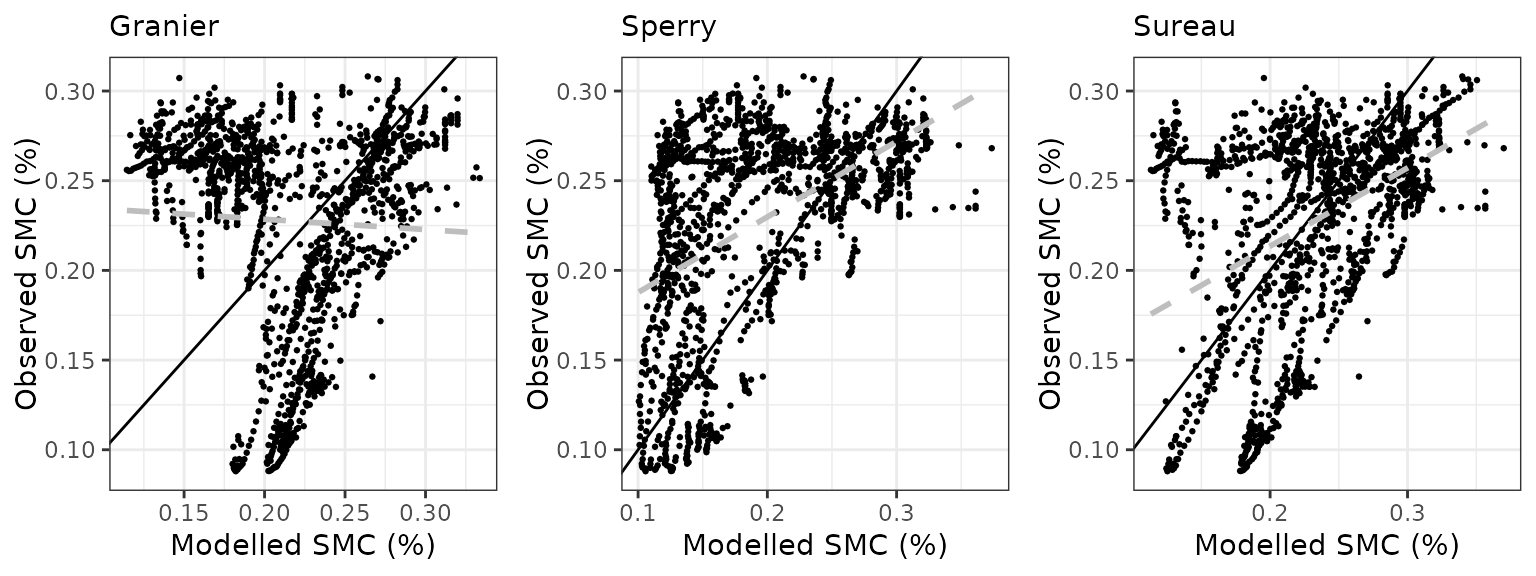 Granier
Observed SMC (%)
0.30
0.25
0.20
0.15
0.10
0.15 0.20 0.25 0.30
Modelled SMC (%)
Sperry
Observed SMC (%)
0.30
0.25
0.20
0.15
0.10
0.1 0.2 0.3
Modelled SMC (%)
Sureau
Observed SMC (%)
0.30
0.25
0.20
0.15
0.10
0.2 0.3
Modelled SMC (%)